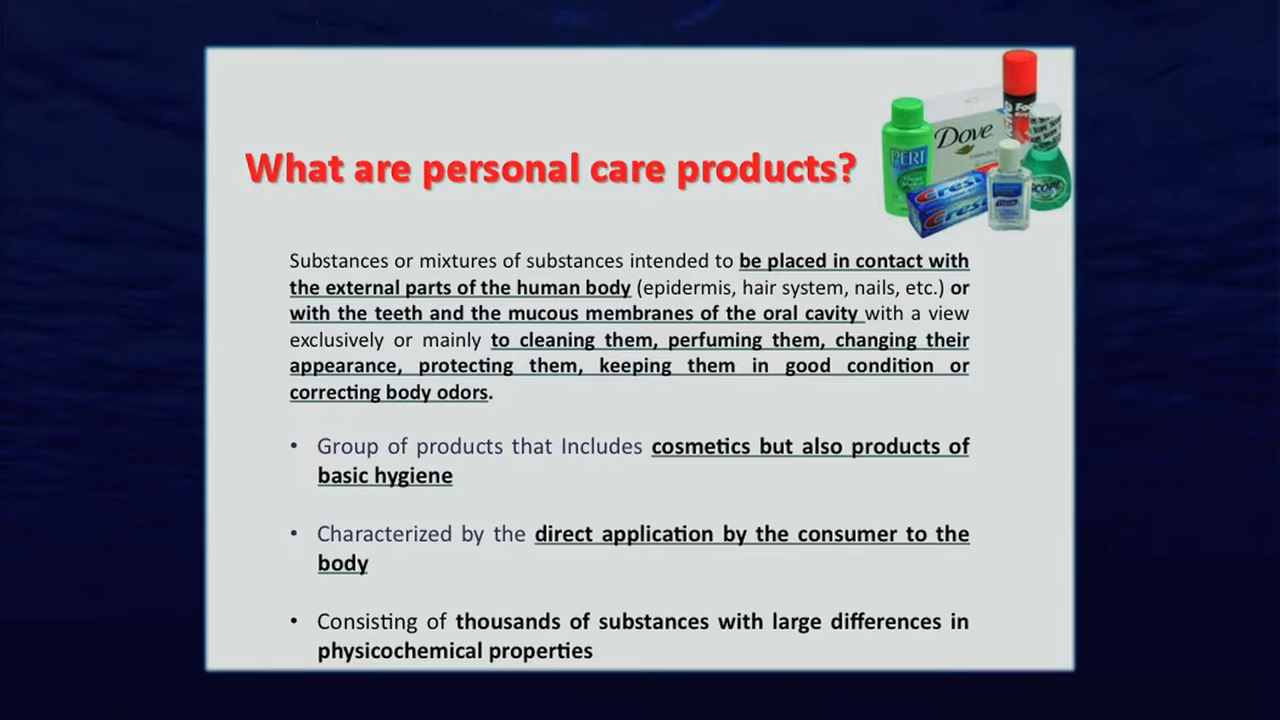 What are personal care products?
PERT
Dove
Crest
Crest
SCOPE
Substances or mixtures of substances intended to be placed in contact with
the external parts of the human body (epidermis, hair system, nails, etc.) or
with the teeth and the mucous membranes of the oral cavity with a view
exclusively or mainly to cleaning them, perfuming them, changing their
appearance, protecting them, keeping them in good condition or
correcting body odors.
• Group of products that Includes cosmetics but also products of
basic hygiene
• Characterized by the direct application by the consumer to the
body
• Consisting of thousands of substances with large differences in
physicochemical properties